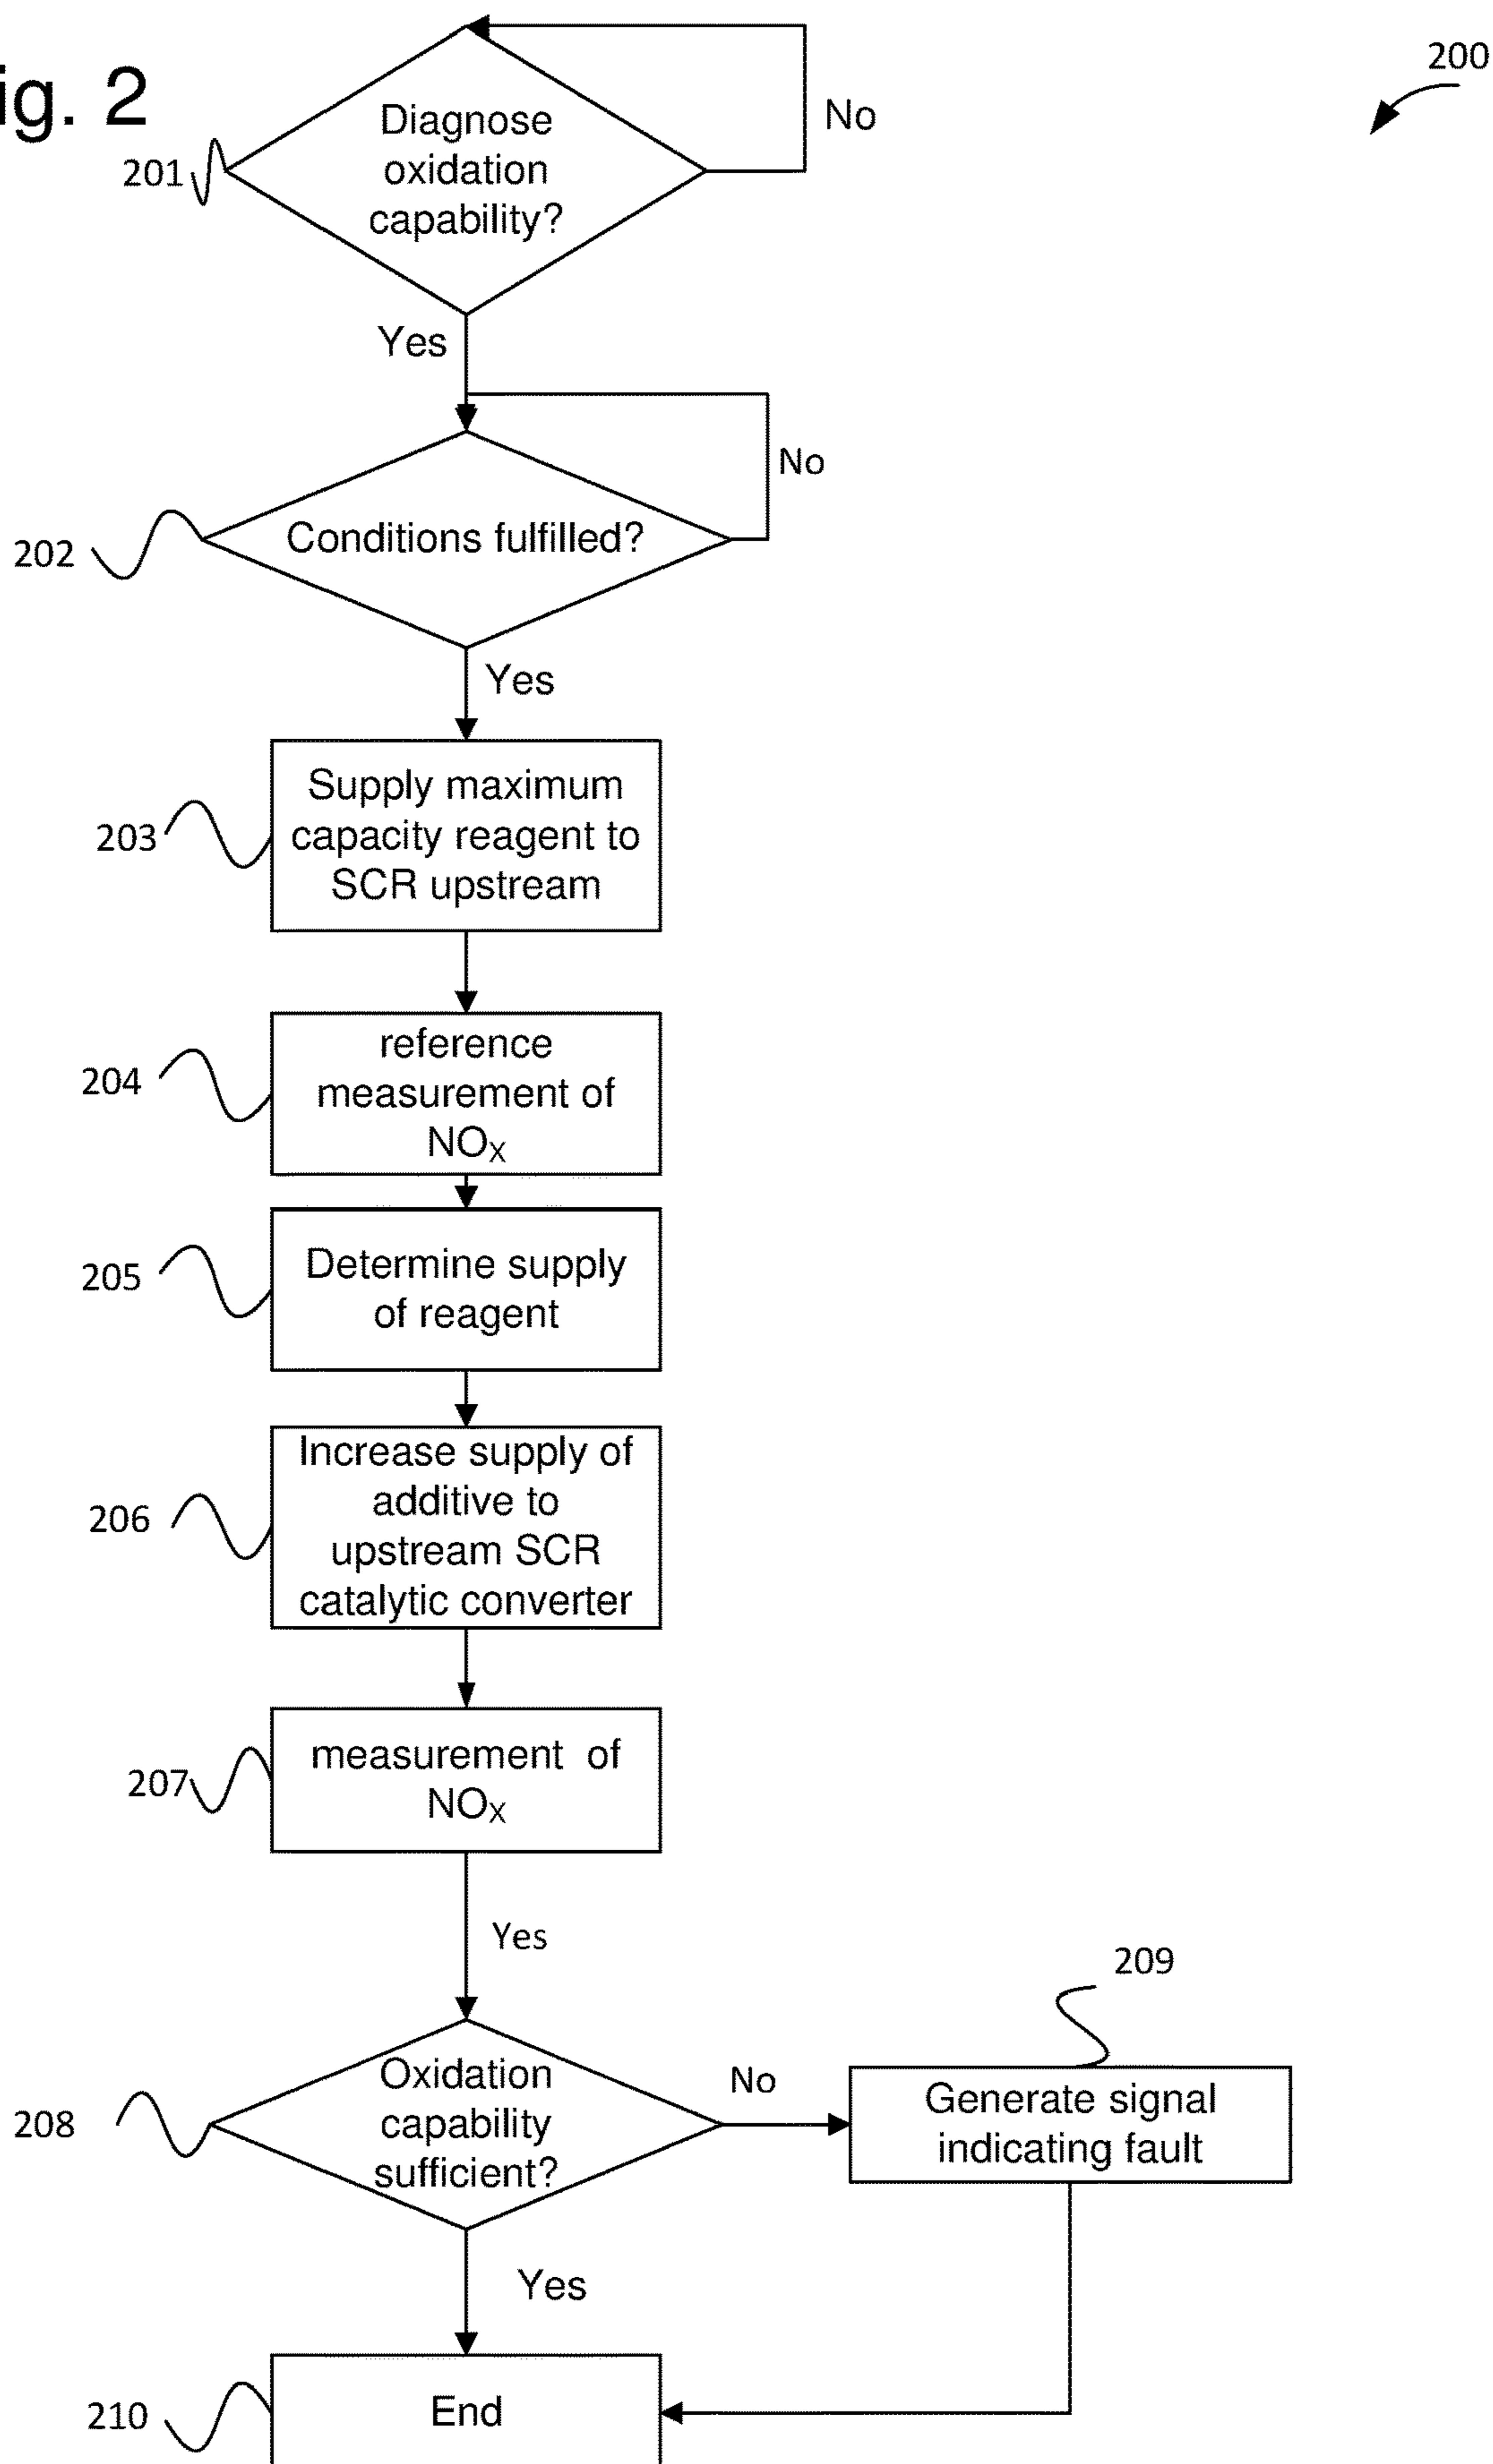 ig. 2
200
Diagnose
oxidation
capability?
No
201
Yes
No
Conditions fulfilled?
202
Yes
Supply maximum
capacity reagent to
SCR upstream
203
reference
measurement of
NOX
204
Determine supply
of reagent
205
Increase supply of
additive to
upstream SCR
catalytic converter
206
measurement of
NOX
207
Yes
209
Oxidation
capability
sufficient?
No
208
Generate signal
indicating fault
Yes
End
210